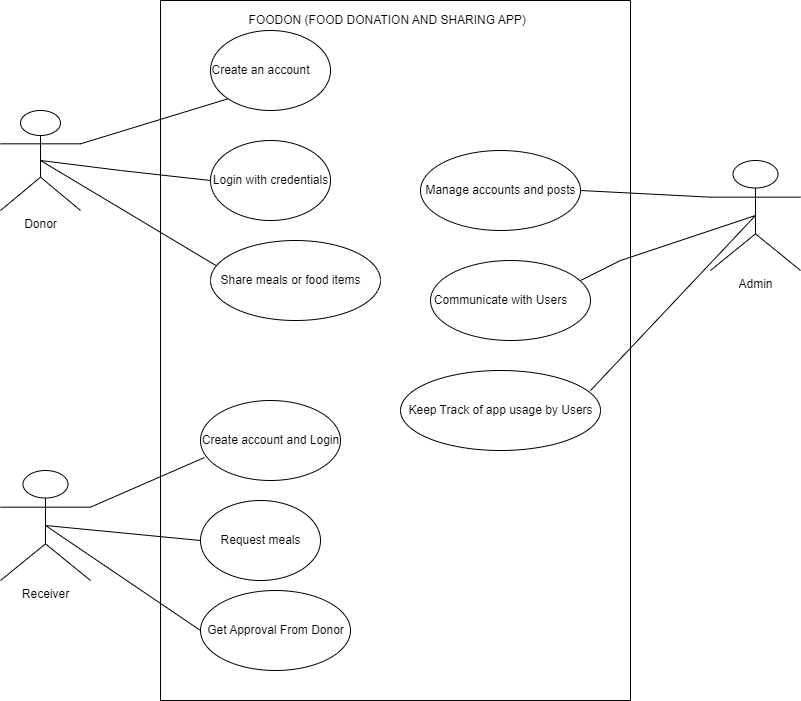 FOODON (FOOD DONATION AND SHARING APP)
Create an account
Login with credentials
Share meals or food items
Donor
Manage accounts and posts
Communicate with Users
Keep Track of app usage by Users
Admin
Create account and Login
Request meals
Get Approval From Donor
Receiver